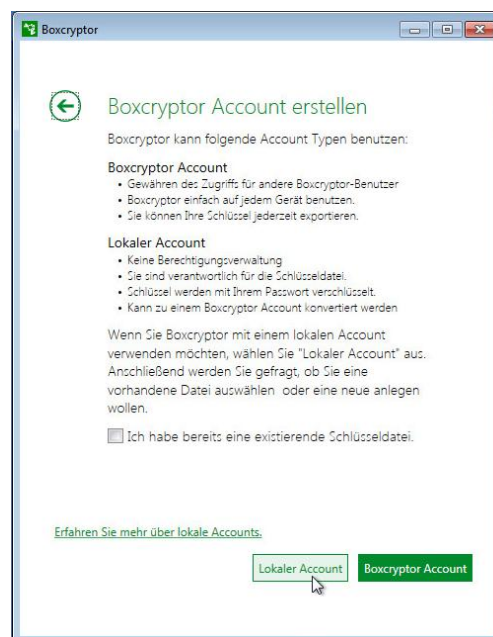 Boxcryptor
Boxcryptor Account erstellen
Boxcryptor kann folgende Account Typen benutzen:
Boxcryptor Account
• Gewähren des Zugriffs für andere Boxcryptor-Benutzer
• Boxcryptor einfach auf jedem Gerät benutzen.
• Sie können Ihre Schlüssel jederzeit exportieren.
Lokaler Account
• Keine Berechtigungsverwaltung
• Sie sind verantwortlich für die Schlüsseldatei.
• Schlüssel werden mit Ihrem Passwort verschlüsselt.
• Kann zu einem Boxcryptor Account konvertiert werden
Wenn Sie Boxcryptor mit einem lokalen Account
verwenden möchten, wählen Sie "Lokaler Account" aus.
Anschließend werden Sie gefragt, ob Sie eine
vorhandene Datei auswählen oder eine neue anlegen
wollen.
Ich habe bereits eine existierende Schlüsseldatei.
Erfahren Sie mehr über lokale Accounts.
Lokaler Account
Boxcryptor Account